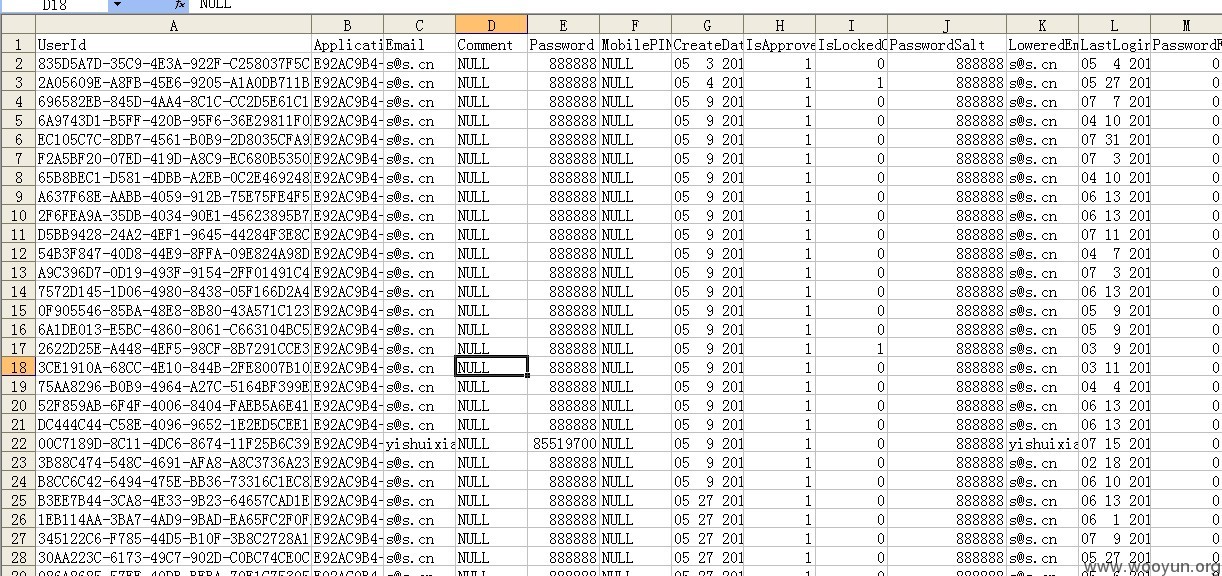 D18 fx NULL
A B C D E F G H I J K L M
1 UserId Applicati Email Comment Password MobilePIN CreateDat IsApprove IsLockedO PasswordSalt LoweredEm LastLogin PasswordF
2 835D5A7D-35C9-4E3A-922F-C258037F5C E92AC9B4- s@s.cn NULL 888888 NULL 05 3 201 1 0 888888 s@s.cn 05 4 201 0
3 2A05609E-A8FB-45E6-9205-A1A0DB711B E92AC9B4- s@s.cn NULL 888888 NULL 05 4 201 1 1 888888 s@s.cn 05 27 201 0
4 696582EB-845D-4AA4-8C1C-CC2D5E61C1 E92AC9B4- s@s.cn NULL 888888 NULL 05 9 201 1 0 888888 s@s.cn 07 7 201 0
5 6A9743D1-B5FF-420B-95F6-36E29811F0 E92AC9B4- s@s.cn NULL 888888 NULL 05 9 201 1 0 888888 s@s.cn 04 10 201 0
6 EC105C7C-8DB7-4561-B0B9-2D8035CFA9 E92AC9B4- s@s.cn NULL 888888 NULL 05 9 201 1 0 888888 s@s.cn 07 31 201 0
7 F2A5BF20-07ED-419D-A8C9-EC680B5350 E92AC9B4- s@s.cn NULL 888888 NULL 05 9 201 1 0 888888 s@s.cn 07 3 201 0
8 65B8BEC1-D581-4DBB-A2EB-0C2E469248 E92AC9B4- s@s.cn NULL 888888 NULL 05 9 201 1 0 888888 s@s.cn 04 10 201 0
9 A637F68E-AABB-4059-912B-75E75FE4F5 E92AC9B4- s@s.cn NULL 888888 NULL 05 9 201 1 0 888888 s@s.cn 06 13 201 0
10 2F6FEA9A-35DB-4034-90E1-45623895B7 E92AC9B4- s@s.cn NULL 888888 NULL 05 9 201 1 0 888888 s@s.cn 06 13 201 0
11 D5BB9428-24A2-4EF1-9645-44284F3E8C E92AC9B4- s@s.cn NULL 888888 NULL 05 9 201 1 0 888888 s@s.cn 07 11 201 0
12 54B3F847-40D8-44E9-8FFA-09E824A98D E92AC9B4- s@s.cn NULL 888888 NULL 05 9 201 1 0 888888 s@s.cn 04 7 201 0
13 A9C396D7-0D19-493F-9154-2FF01491C4 E92AC9B4- s@s.cn NULL 888888 NULL 05 9 201 1 0 888888 s@s.cn 07 3 201 0
14 7572D145-1D06-4980-8438-05F166D2A4 E92AC9B4- s@s.cn NULL 888888 NULL 05 9 201 1 0 888888 s@s.cn 06 13 201 0
15 0F905546-85BA-48E8-8B80-43A571C123 E92AC9B4- s@s.cn NULL 888888 NULL 05 9 201 1 0 888888 s@s.cn 05 9 201 0
16 6A1DE013-E5BC-4860-8061-C663104BC5 E92AC9B4- s@s.cn NULL 888888 NULL 05 9 201 1 0 888888 s@s.cn 05 9 201 0
17 2622D25E-A448-4EF5-98CF-8B7291CCE3 E92AC9B4- s@s.cn NULL 888888 NULL 05 9 201 1 1 888888 s@s.cn 03 9 201 0
18 3CE1910A-68CC-4E10-844B-2FE8007B10 E92AC9B4- s@s.cn NULL 888888 NULL 05 9 201 1 0 888888 s@s.cn 03 11 201 0
19 75AA8296-B0B9-4964-A27C-5164BF399E E92AC9B4- s@s.cn NULL 888888 NULL 05 9 201 1 0 888888 s@s.cn 04 4 201 0
20 52F859AB-6F4F-4006-8404-FAEB5A6E41 E92AC9B4- s@s.cn NULL 888888 NULL 05 9 201 1 0 888888 s@s.cn 06 13 201 0
21 DC444C44-C58E-4096-9652-1E2ED5CEE1 E92AC9B4- s@s.cn NULL 888888 NULL 05 9 201 1 0 888888 s@s.cn 06 13 201 0
22 00C7189D-8C11-4DC6-8674-11F25B6C39 E92AC9B4- yishuixia NULL 85519700 NULL 05 9 201 1 0 888888 yishuixia 07 15 201 0
23 3B88C474-548C-4691-AFA8-A8C3736A23 E92AC9B4- s@s.cn NULL 888888 NULL 05 9 201 1 0 888888 s@s.cn 02 18 201 0
24 B8CC6C42-6494-475E-BB36-73316C1EC8 E92AC9B4- s@s.cn NULL 888888 NULL 05 9 201 1 0 888888 s@s.cn 06 10 201 0
25 B3EE7B44-3CA8-4E33-9B23-64657CAD1E E92AC9B4- s@s.cn NULL 888888 NULL 05 27 201 1 0 888888 s@s.cn 06 13 201 0
26 1EB114AA-3BA7-4AD9-9BAD-EA65FC2F0F E92AC9B4- s@s.cn NULL 888888 NULL 05 27 201 1 0 888888 s@s.cn 06 1 201 0
27 345122C6-F785-44D5-B10F-3B8C2728A1 E92AC9B4- s@s.cn NULL 888888 NULL 05 27 201 1 0 888888 s@s.cn 07 9 201 0
28 30AA223C-6173-49C7-902D-C0BC74CE0C E92AC9B4- s@s.cn NULL 888888 NULL 05 27 201 1 0 888888 s@s.cn 05 27 201 0
www.wooyun.org